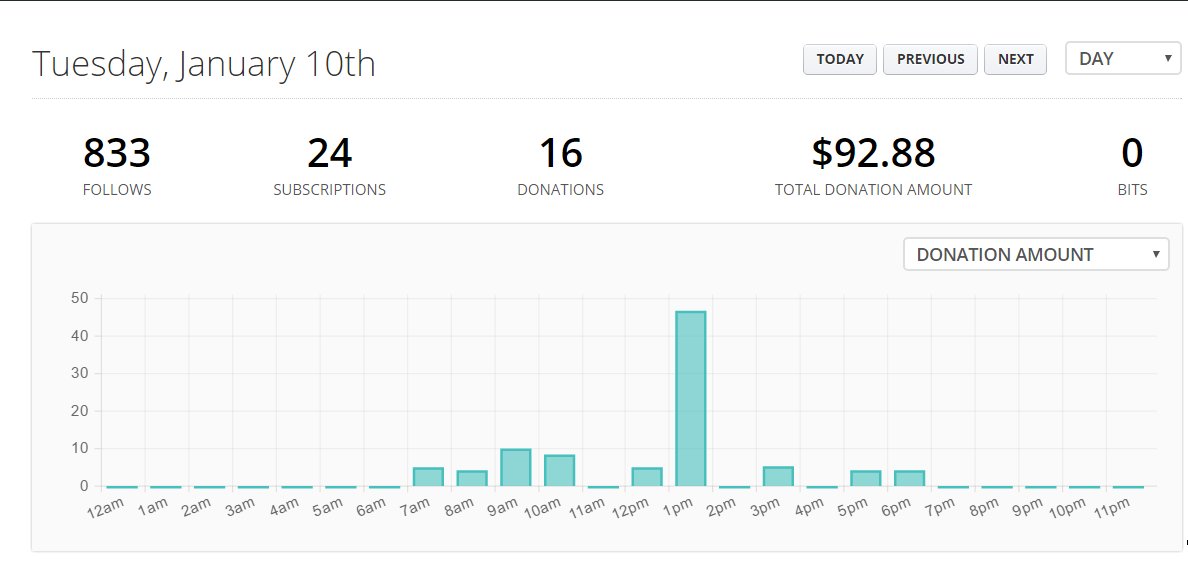 Tuesday, January 10th
TODAY PREVIOUS NEXT DAY
833 24 16 $92.88 0
FOLLOWS SUBSCRIPTIONS DONATIONS TOTAL DONATION AMOUNT BITS
DONATION AMOUNT
50
40
30
20
10
0
12am 1am 2am 3am 4am 5am 6am 7am 8am 9am 10am 11am 12pm 1pm 2pm 3pm 4pm 5pm 6pm 7pm 8pm 9pm 10pm 11pm